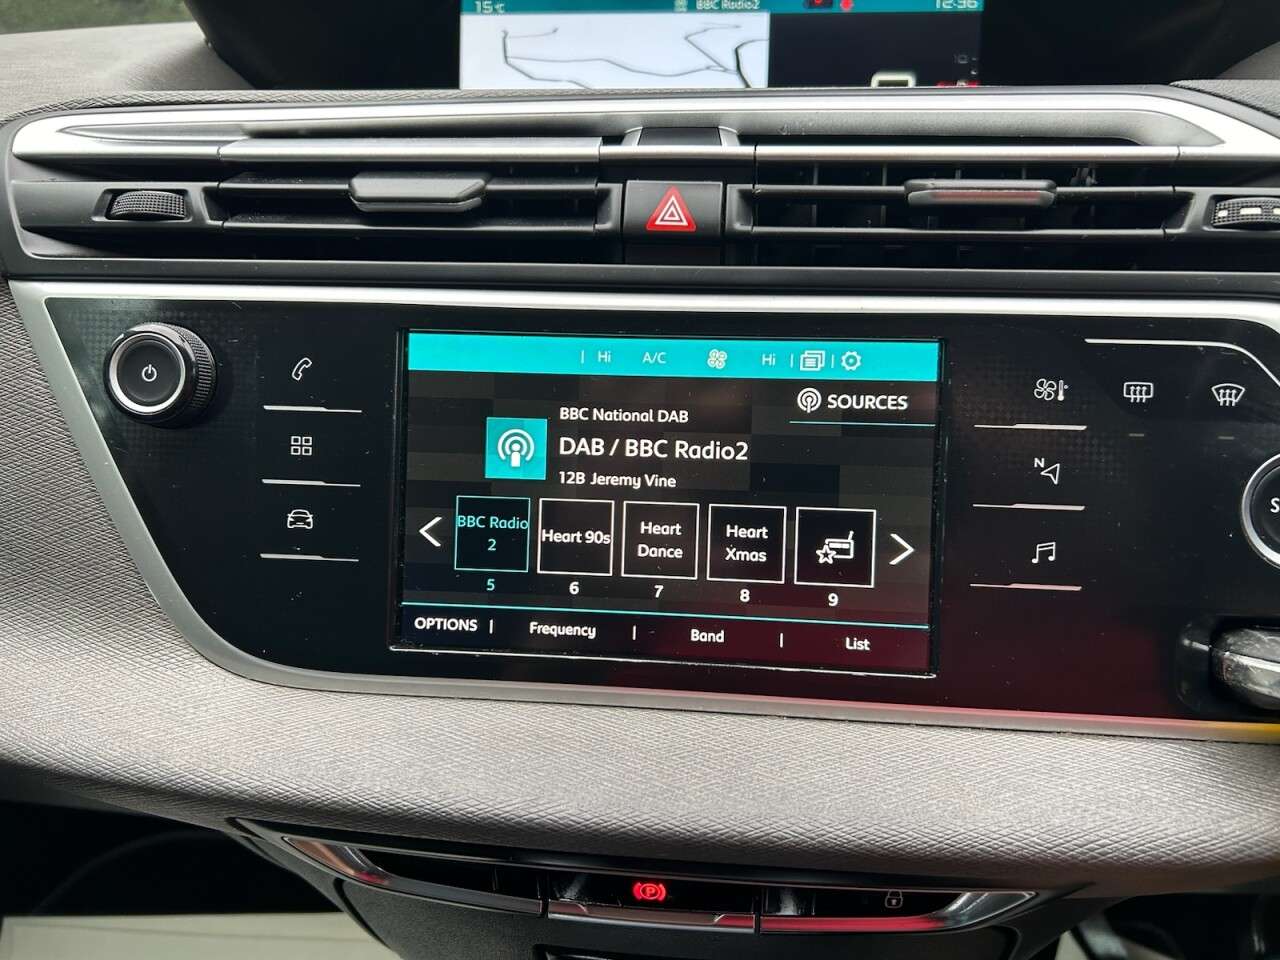 15°C
BBC Radio2
12:36
Hi
A/C
Hi
SOURCES
BBC National DAB
DAB / BBC Radio2
12B Jeremy Vine
BBC Radio
2
Heart 90s
Heart
Dance
Heart
Xmas
5
6
7
8
9
OPTIONS
Frequency
Band
List
N
P